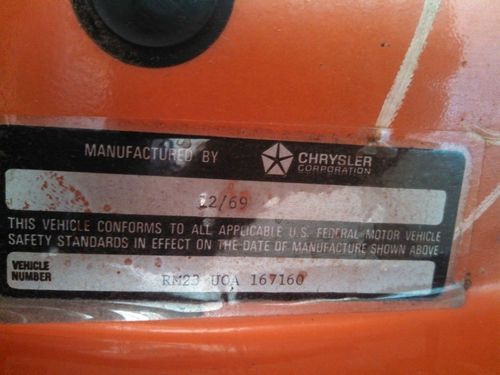 MANUFACTURED BY CHRYSLER
CORPORATION
12/69
THIS VEHICLE CONFORMS TO ALL APPLICABLE U.S. FEDERAL MOTOR VEHICLE
SAFETY STANDARDS IN EFFECT ON THE DATE OF MANUFACTURE SHOWN ABOVE
VEHICLE
NUMBER
RM23 UOA 167160